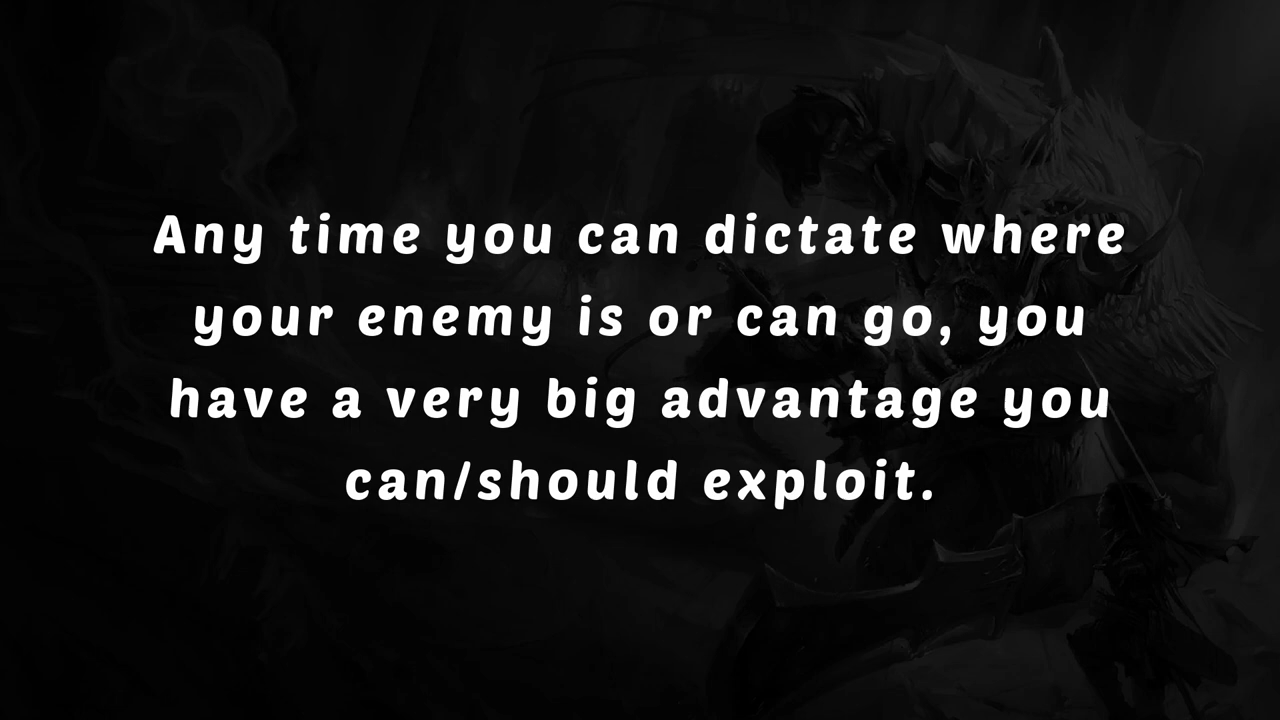 Any time you can dictate where
your enemy is or can go, you
have a very big advantage you
can/should exploit.